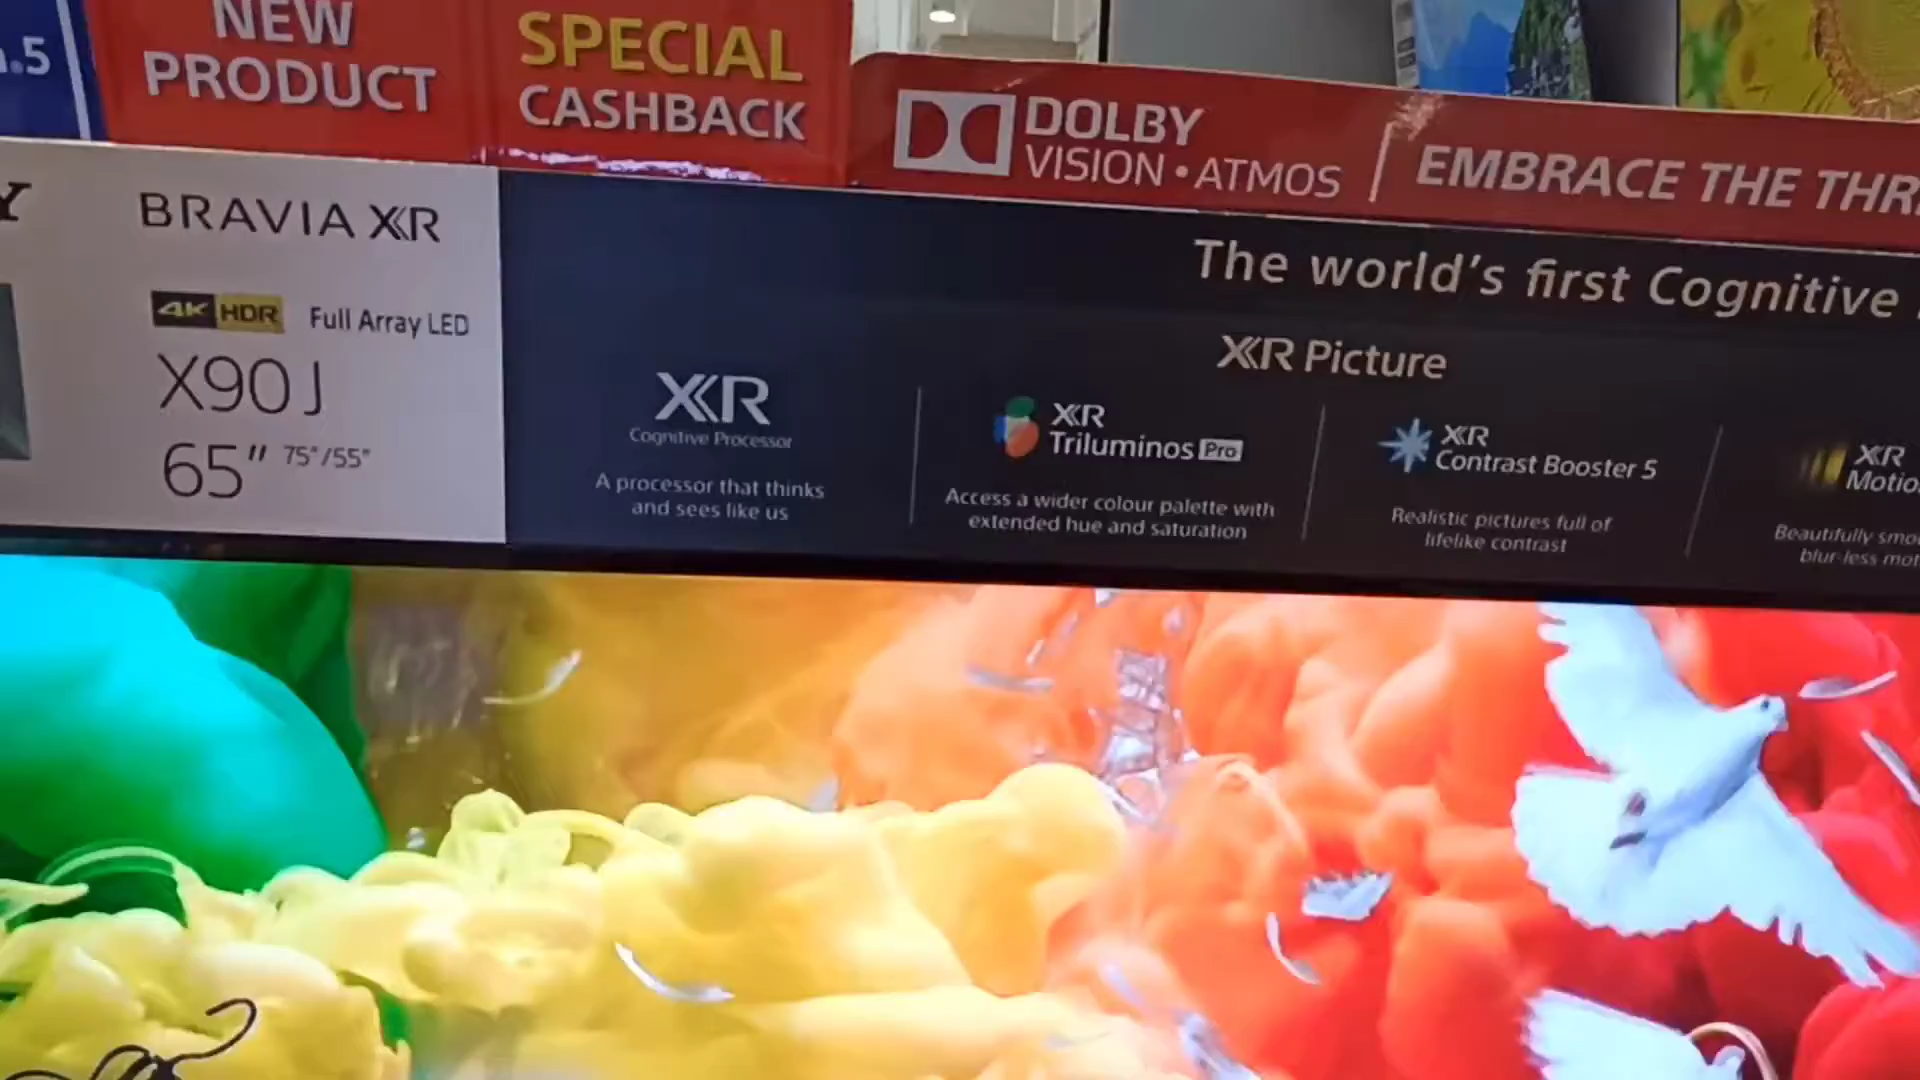 NEW
PRODUCT
SPECIAL
CASHBACK
DOLBY
VISION • ATMOS
EMBRACE THE
BRAVIA XR
4K HDR Full Array LED
X90J
65" 75"/55"
The world's first Cognitive
XR Picture
XR
Cognitive Processor
A processor that thinks
and sees like us
XR
Triluminos Pro
Access a wider colour palette with
extended hue and saturation
XR
Contrast Booster 5
Realistic pictures full of
lifelike contrast
XR
Beautifully
blur-less